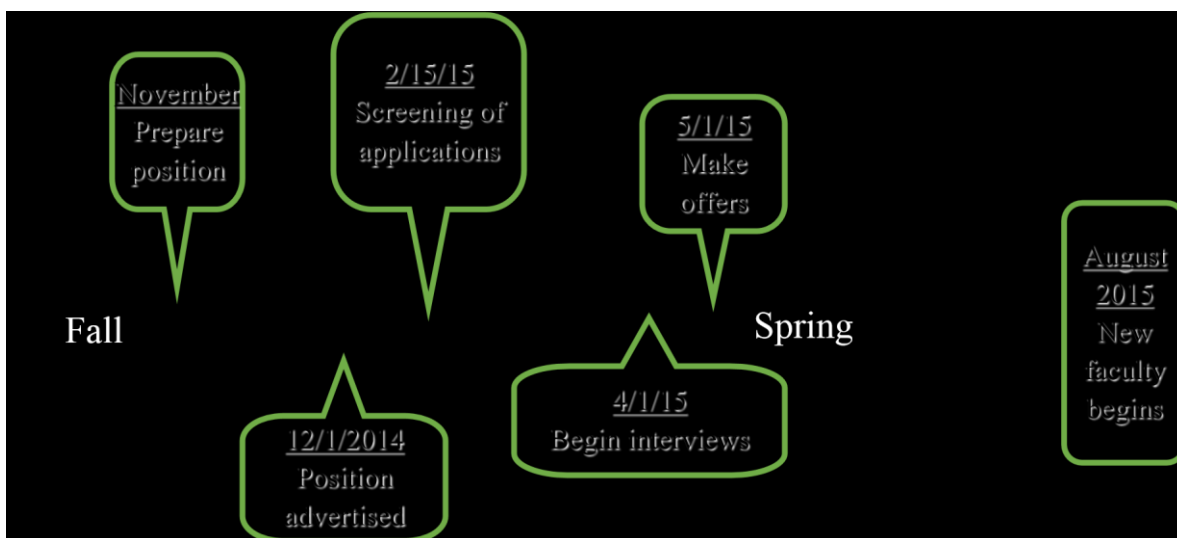 November
Prepare
position
2/15/15
Screening of
applications
5/1/15
Make
offers
August
2015
New
faculty
begins
Fall
Spring
12/1/2014
Position
advertised
4/1/15
Begin interviews